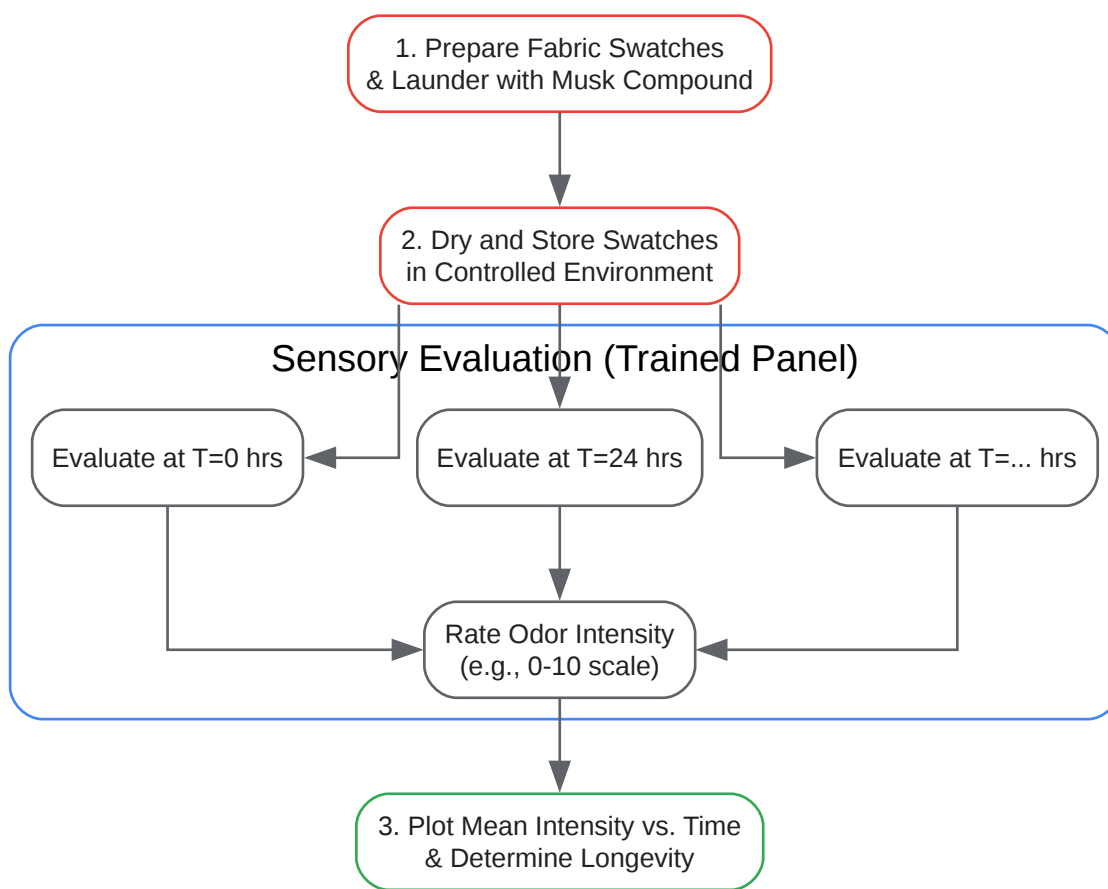 1. Prepare Fabric Swatches
& Launder with Musk Compound
2. Dry and Store Swatches
in Controlled Environment
Sensory Evaluation (Trained Panel)
Evaluate at T=0 hrs
Evaluate at T=24 hrs
Evaluate at T=... hrs
Rate Odor Intensity
(e.g., 0-10 scale)
3. Plot Mean Intensity vs. Time
& Determine Longevity